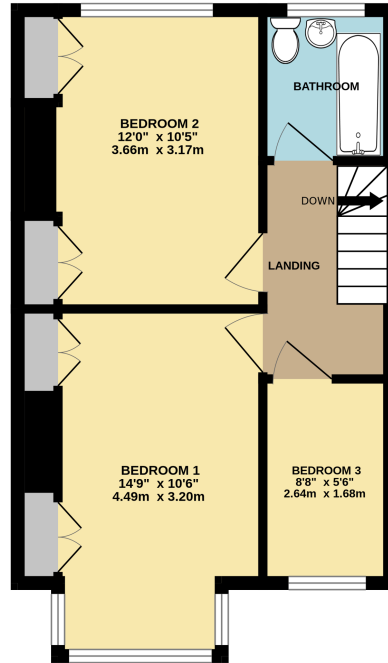 BEDROOM 2
12'0" x 10'5"
3.66m x 3.17m
BATHROOM
DOWN
LANDING
BEDROOM 1
14'9" x 10'6"
4.49m x 3.20m
BEDROOM 3
8'8" x 5'6"
2.64m x 1.68m